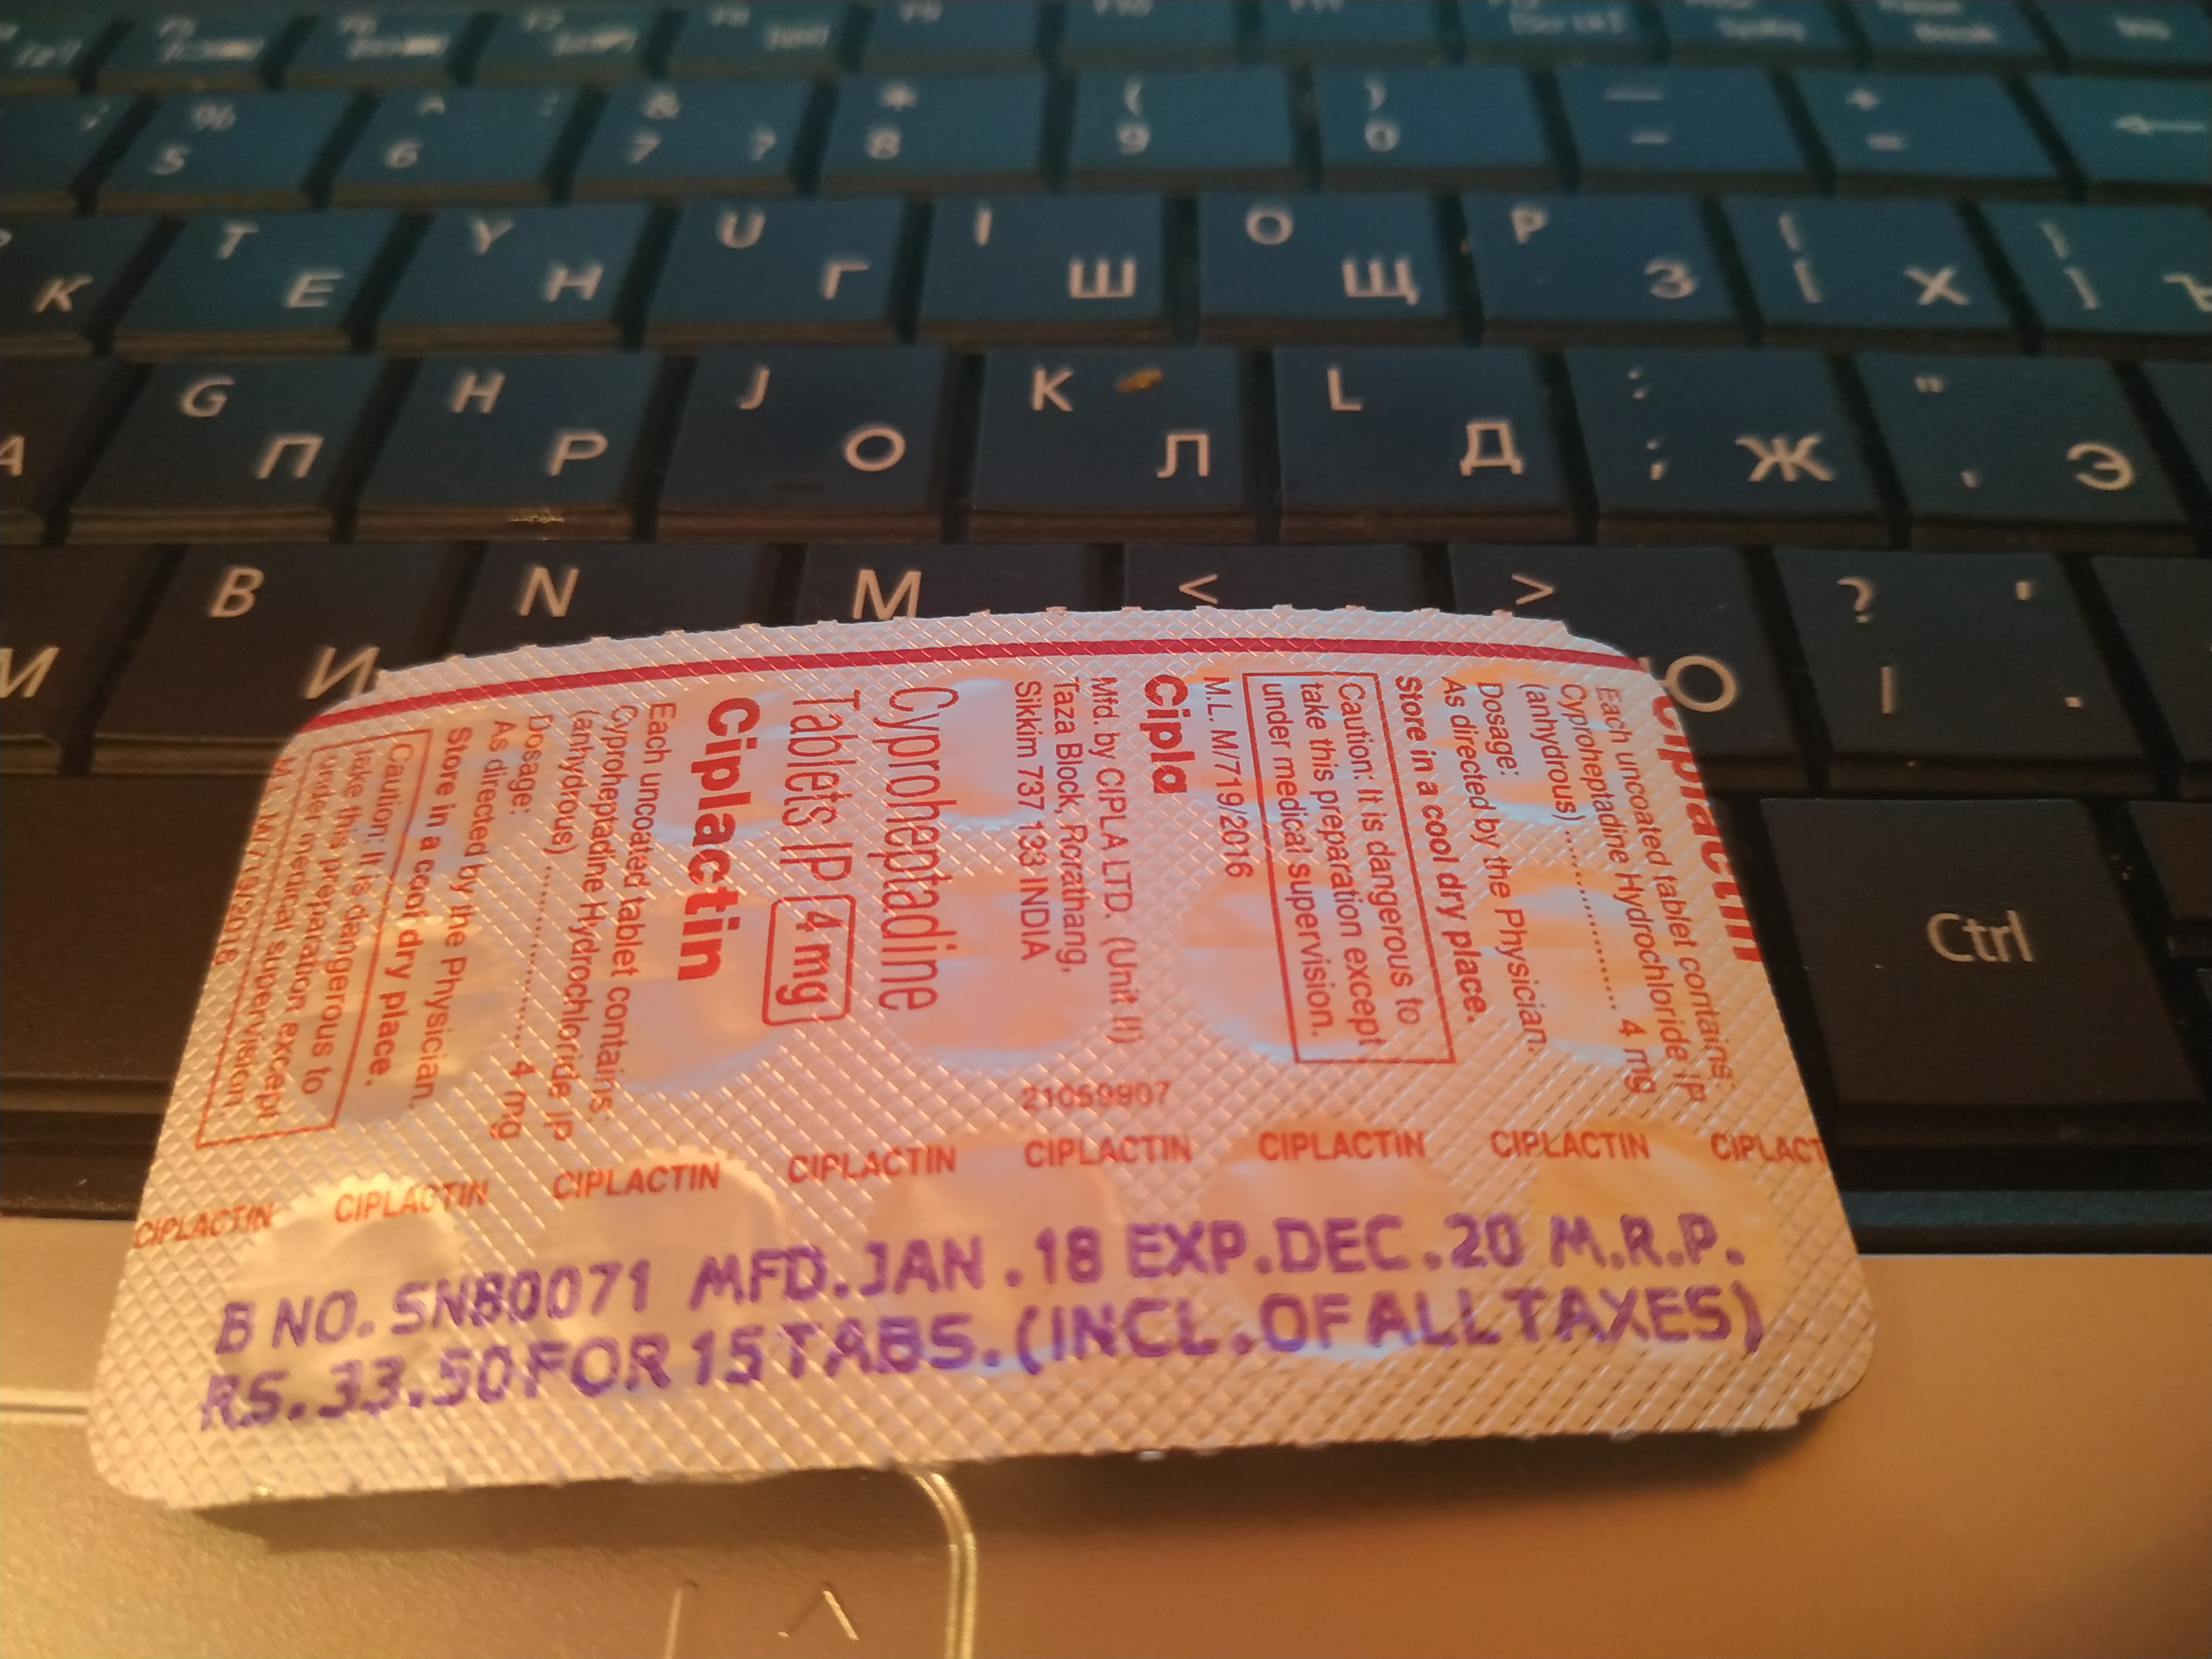 % 5
^ 6 :
& 7 ?
* 8
( 9
) 0
— –
+ =
←
К
T Е
Y Н
U Г
I Ш
O Щ
P З
{ [ Х
} ] Ъ
А
G П
H Р
J О
K Л
L Д
: ; Ж
" ' Э
М
B И
N
M
<
>
Ю
? / , .
Ctrl
Ciplactin
Each uncoated tablet contains:
Cyproheptadine Hydrochloride IP
(anhydrous) .................... 4 mg
Dosage:
As directed by the Physician.
Store in a cool dry place.
Caution: It is dangerous to
take this preparation except
under medical supervision.
M.L. M/719/2016
Cipla
Mfd. by CIPLA LTD. (Unit II)
Taza Block, Rorathang,
Sikkim 737 133 INDIA
21059907
Cyproheptadine
Tablets IP 4 mg
Ciplactin
Each uncoated tablet contains:
Cyproheptadine Hydrochloride IP
(anhydrous) .................... 4 mg
Dosage:
As directed by the Physician.
Store in a cool dry place.
Caution: It is dangerous to
take this preparation except
under medical supervision.
M.L. M/719/2016
CIPLACTIN CIPLACTIN CIPLACTIN CIPLACTIN CIPLACTIN CIPLACTIN CIPLACTIN CIPLACT
B NO. SNB0071 MFD.JAN.18 EXP.DEC.20 M.R.P.
RS.33.50 FOR 15 TABS.(INCL.OF ALL TAXES)